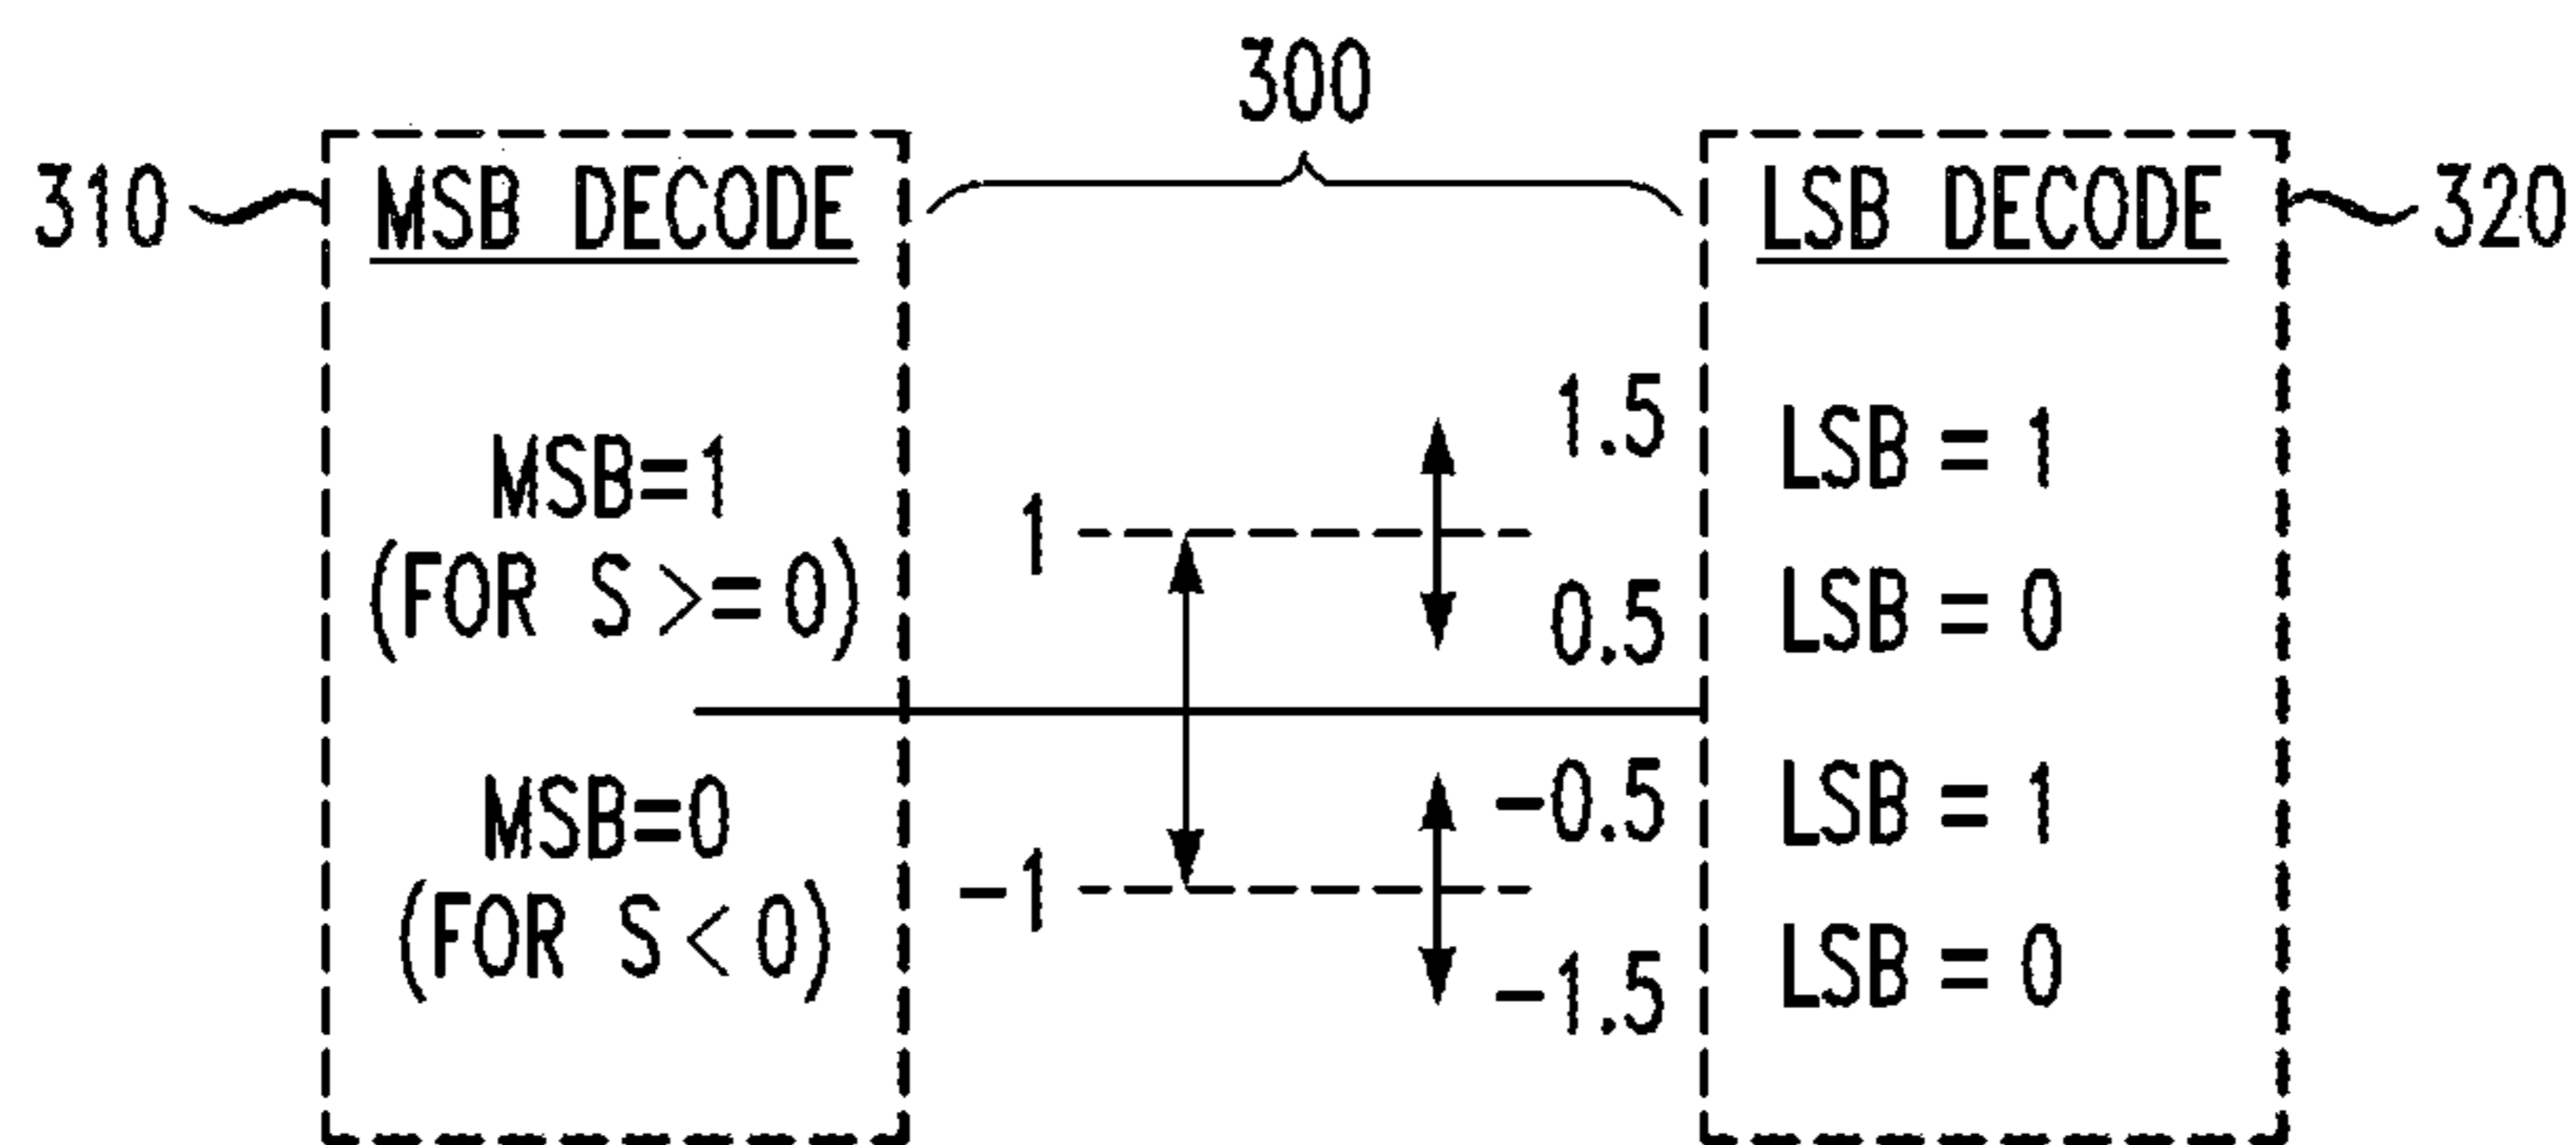 300
310
MSB DECODE
LSB DECODE
320
1.5
LSB = 1
MSB=1
1
(FOR S >= 0)
0.5
LSB = 0
MSB=0
-0.5
LSB = 1
-1
(FOR S < 0)
-1.5
LSB = 0